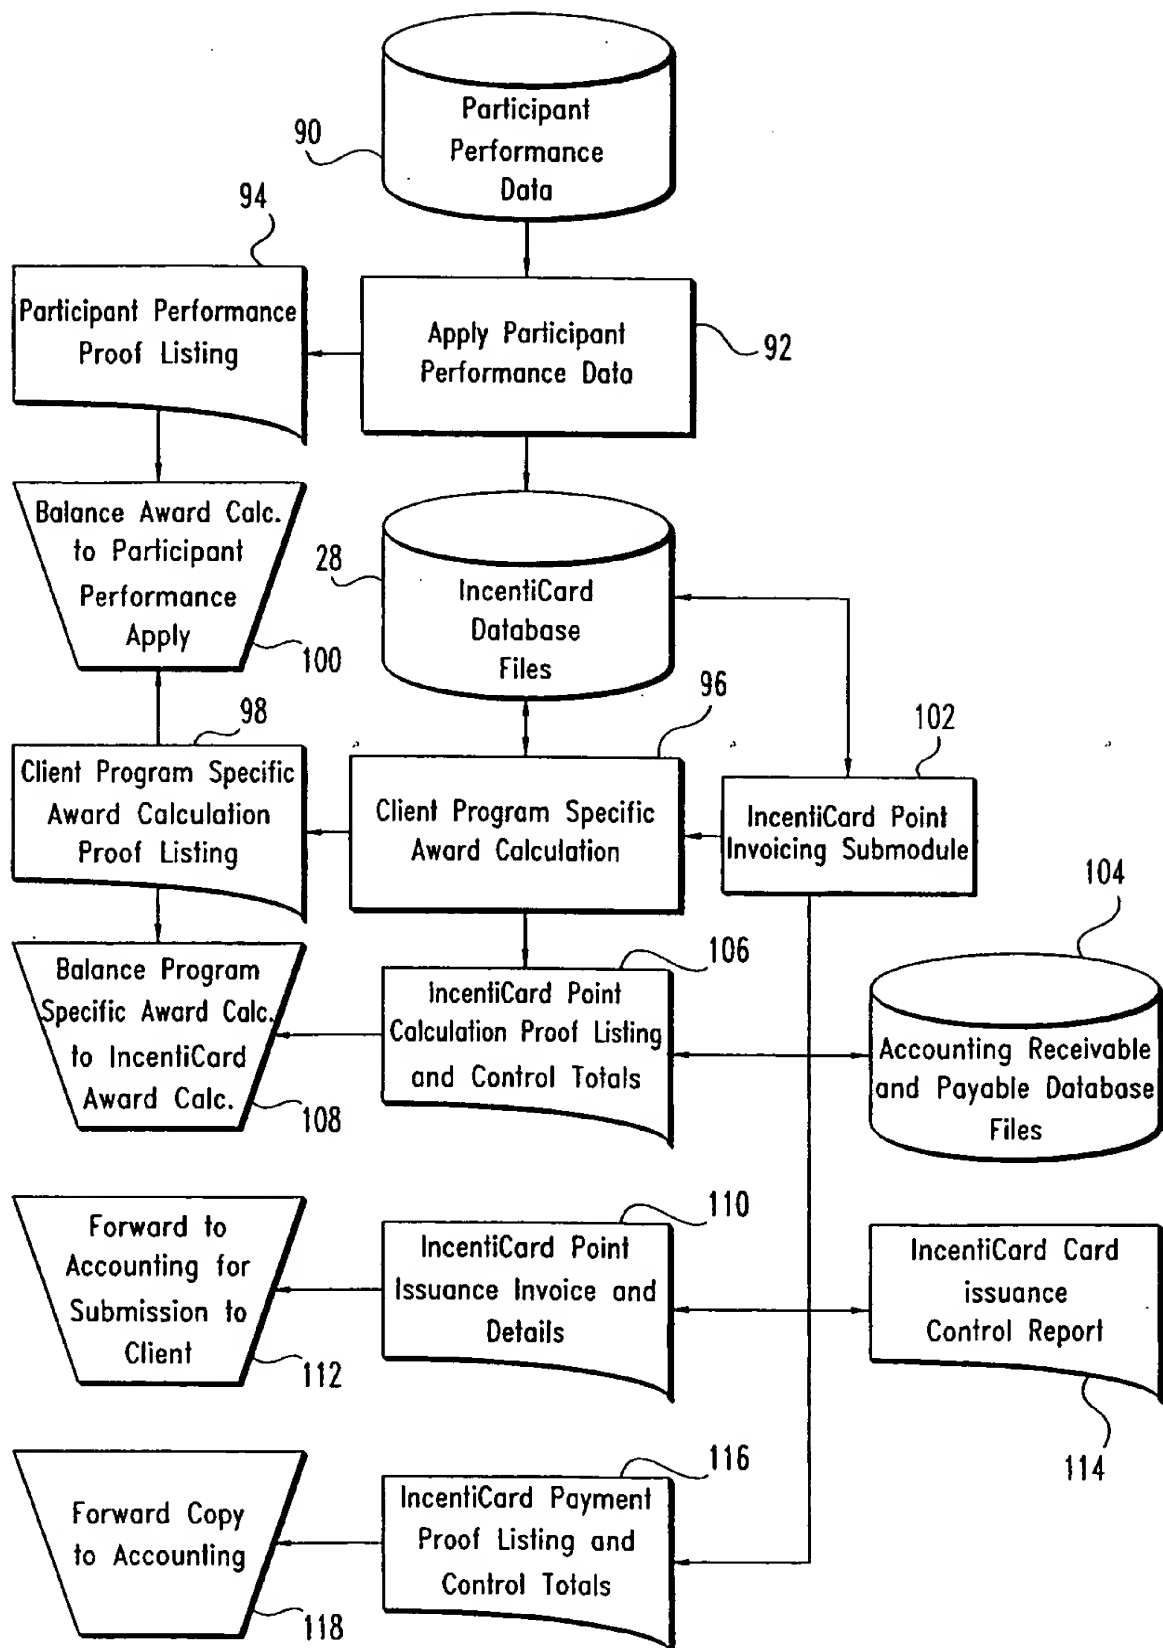 Participant
Performance
Data
90
94
Participant Performance
Proof Listing
Apply Participant
Performance Data
92
Balance Award Calc.
to Participant
Performance
Apply
100
28
IncentiCard
Database
Files
98
96
102
Client Program Specific
Award Calculation
Proof Listing
Client Program Specific
Award Calculation
IncentiCard Point
Invoicing Submodule
104
106
Balance Program
Specific Award Calc.
to IncentiCard
Award Calc.
108
IncentiCard Point
Calculation Proof Listing
and Control Totals
Accounting Receivable
and Payable Database
Files
110
Forward to
Accounting for
Submission to
Client
112
IncentiCard Point
Issuance Invoice and
Details
IncentiCard Card
issuance
Control Report
114
116
Forward Copy
to Accounting
118
IncentiCard Payment
Proof Listing and
Control Totals